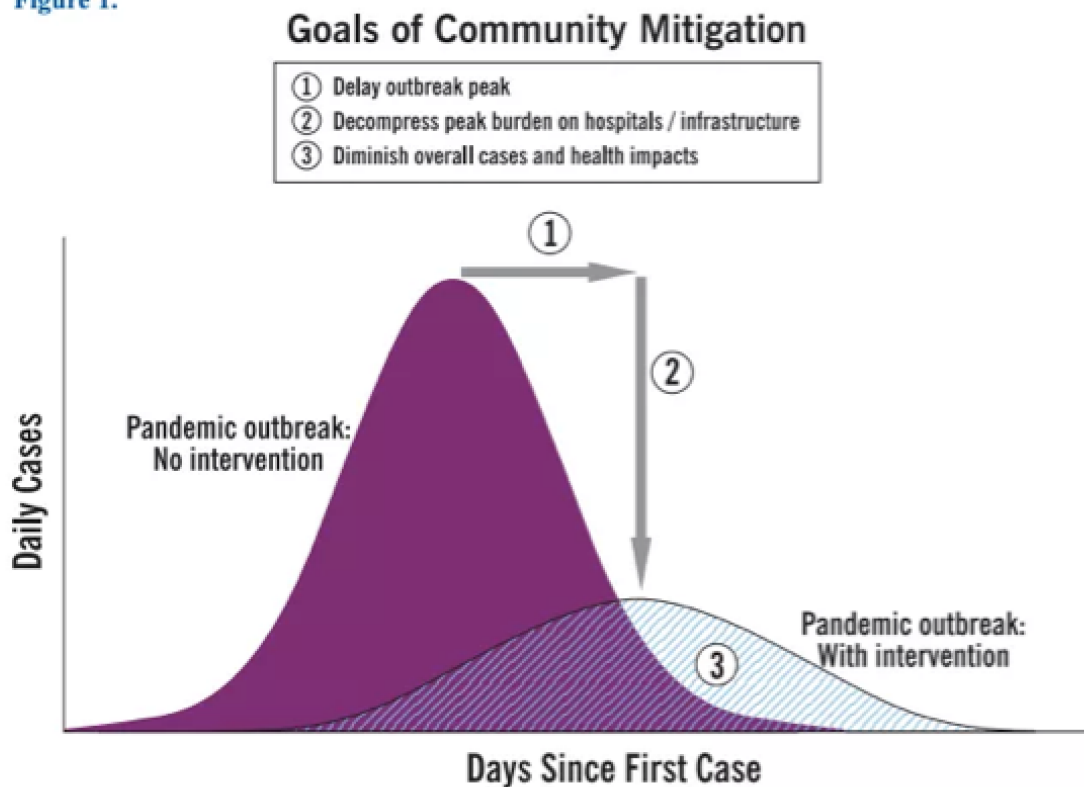 Figure 1.
Goals of Community Mitigation
① Delay outbreak peak
② Decompress peak burden on hospitals / infrastructure
③ Diminish overall cases and health impacts
①
②
Pandemic outbreak:
No intervention
Daily Cases
Pandemic outbreak:
With intervention
③
Days Since First Case